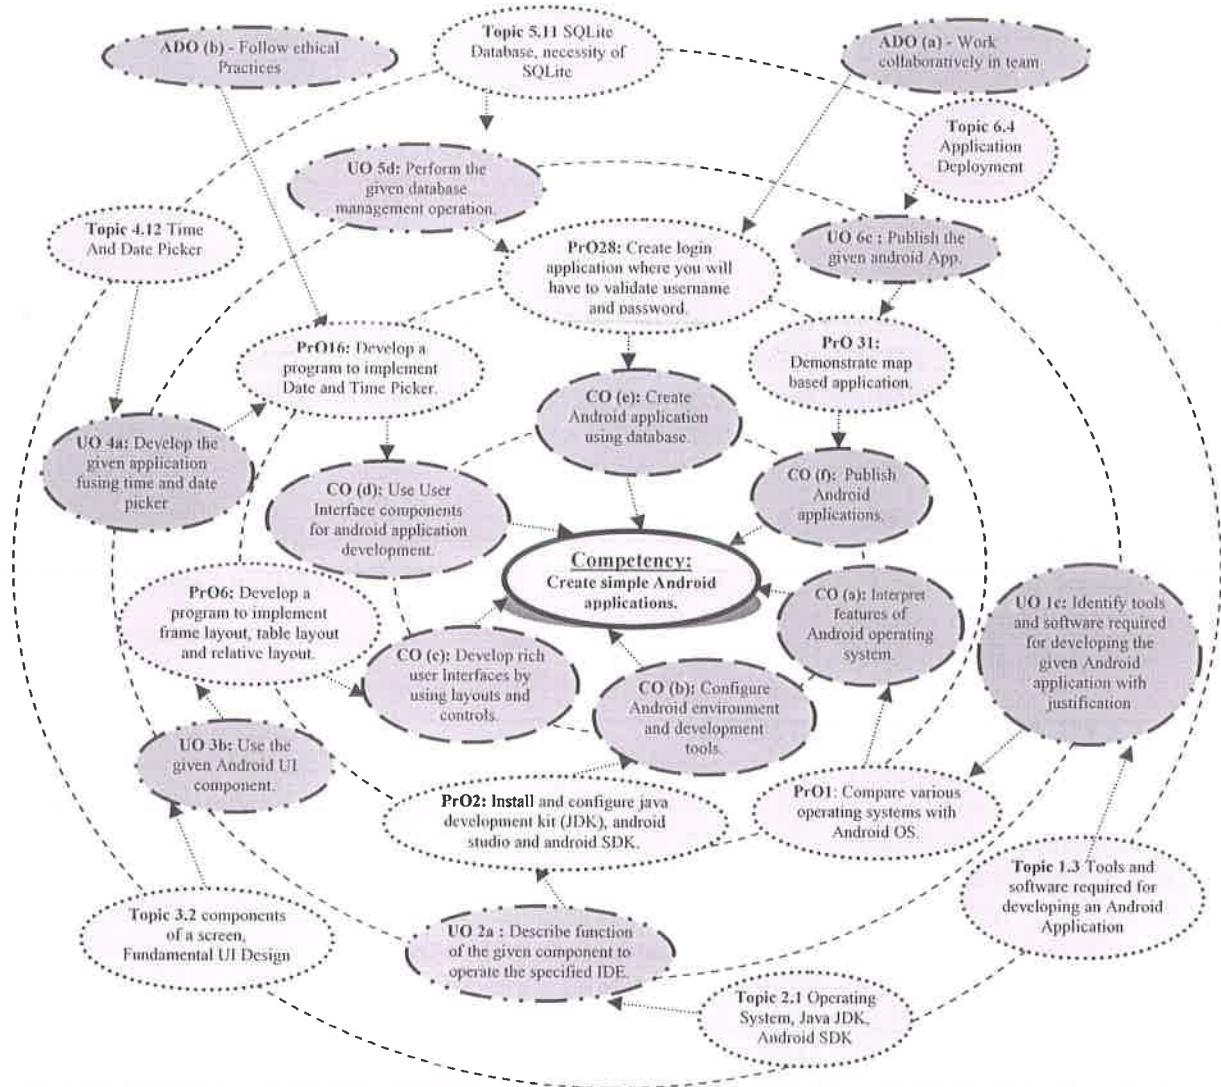 Topic 5.11 SQLite
Database, necessity of
SQLite
ADO (b) - Follow ethical
Practices
ADO (a) - Work
collaboratively in team
Topic 6.4
Application
Deployment
UO 5d: Perform the
given database
management operation.
Topic 4.12 Time
And Date Picker
PrO28: Create login
application where you will
have to validate username
and password.
UO 6c : Publish the
given android App.
PrO16: Develop a
program to implement
Date and Time Picker.
PrO 31:
Demonstrate map
based application.
CO (e): Create
Android application
using database.
UO 4a: Develop the
given application
fusing time and date
picker
CO (d): Use User
Interface components
for android application
development.
CO (f): Publish
Android
applications.
Competency:
Create simple Android
applications.
PrO6: Develop a
program to implement
frame layout, table layout
and relative layout.
CO (a): Interpret
features of
Android operating
system.
UO 1c: Identify tools
and software required
for developing the
given Android
application with
justification
CO (c): Develop rich
user Interfaces by
using layouts and
controls.
CO (b): Configure
Android environment
and development
tools.
UO 3b: Use the
given Android UI
component.
PrO2: Install and configure java
development kit (JDK), android
studio and android SDK.
PrO1: Compare various
operating systems with
Android OS.
Topic 1.3 Tools and
software required for
developing an Android
Application
Topic 3.2 components
of a screen,
Fundamental UI Design
UO 2a : Describe function
of the given component to
operate the specified IDE.
Topic 2.1 Operating
System, Java JDK,
Android SDK